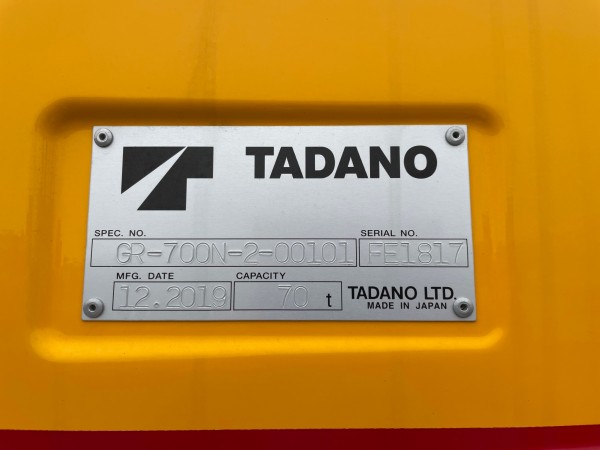 TADANO
SPEC. NO. SERIAL NO.
GR-700N-2-00101 FE1817
MFG. DATE CAPACITY
12.2019 70 t TADANO LTD.
MADE IN JAPAN